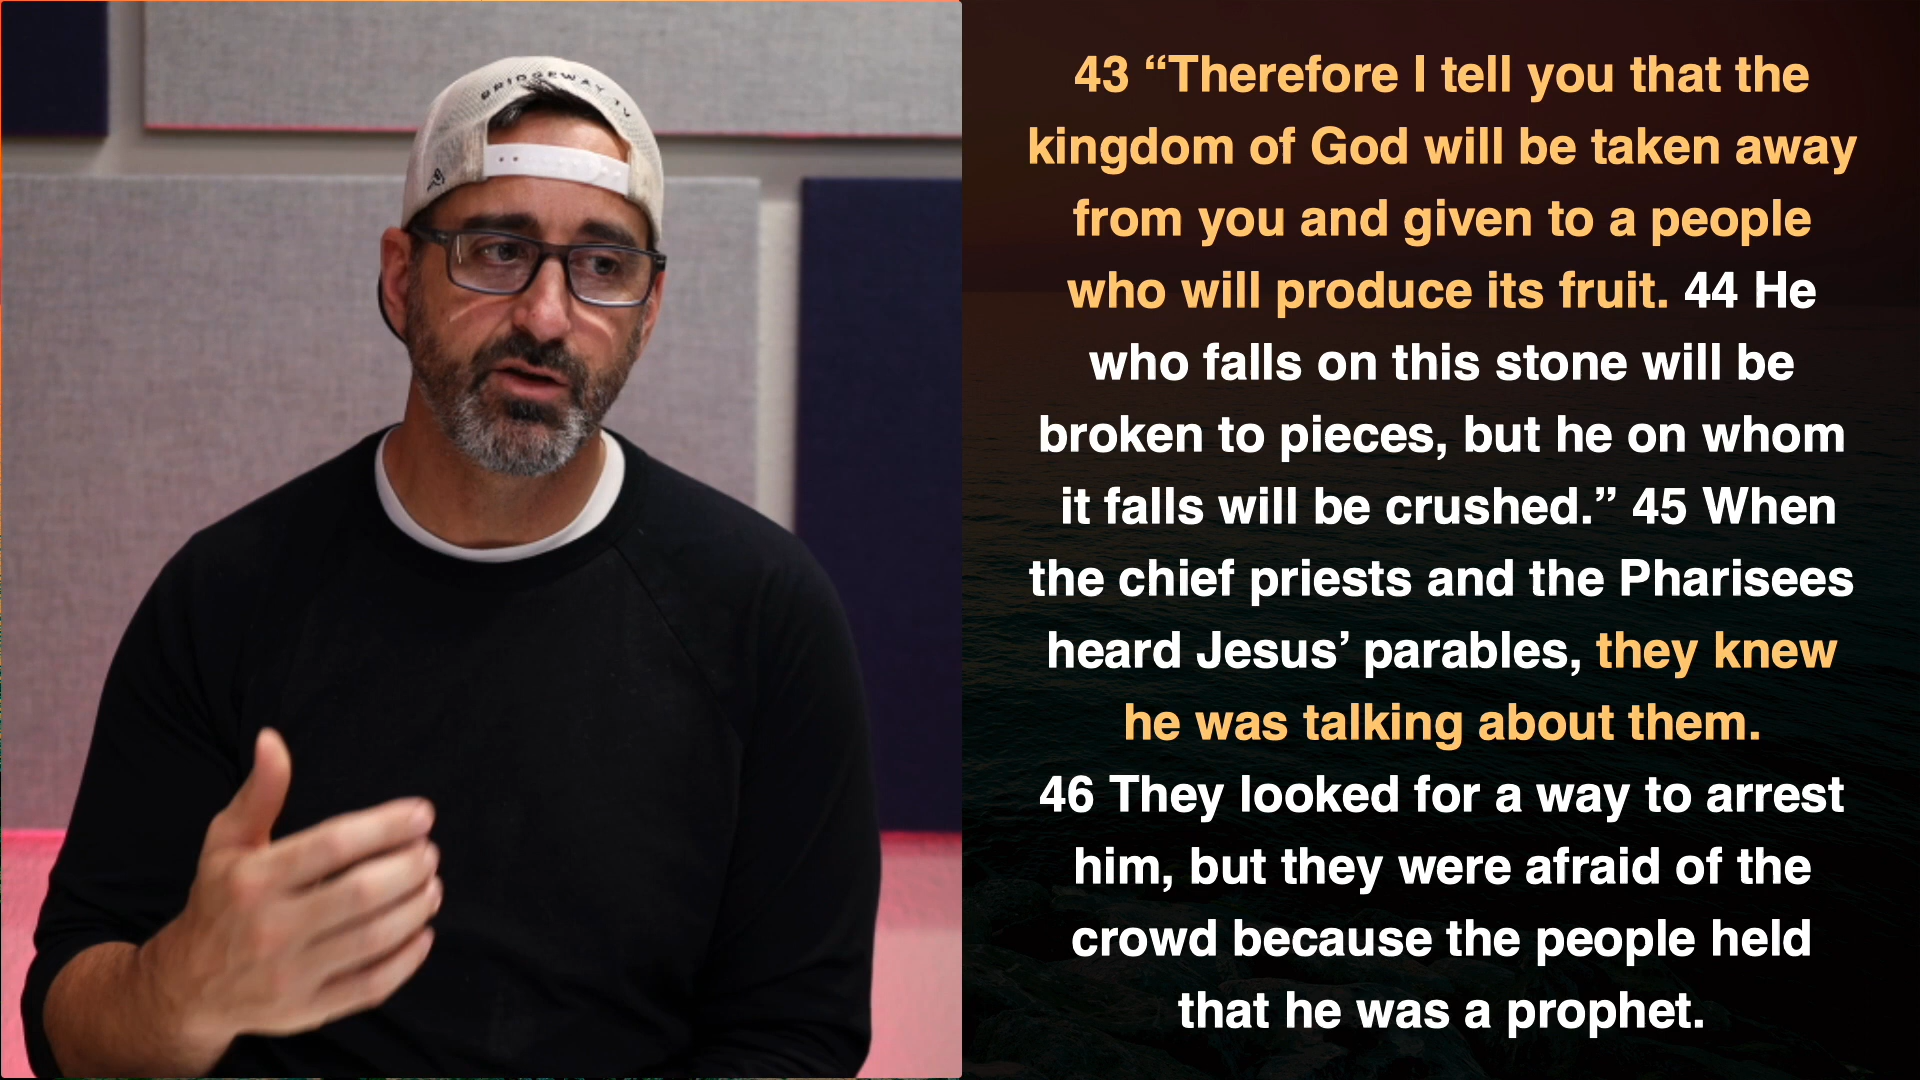 BRIDGEWAY TV
43 “Therefore I tell you that the
kingdom of God will be taken away
from you and given to a people
who will produce its fruit. 44 He
who falls on this stone will be
broken to pieces, but he on whom
it falls will be crushed.” 45 When
the chief priests and the Pharisees
heard Jesus’ parables, they knew
he was talking about them.
46 They looked for a way to arrest
him, but they were afraid of the
crowd because the people held
that he was a prophet.